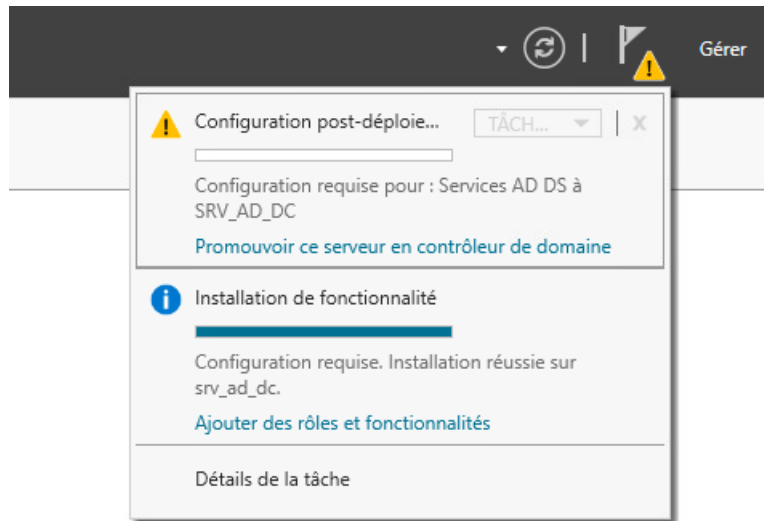 Gérer
Configuration post-déploie...
TÂCH...
X
Configuration requise pour : Services AD DS à
SRV_AD_DC
Promouvoir ce serveur en contrôleur de domaine
Installation de fonctionnalité
Configuration requise. Installation réussie sur
srv_ad_dc.
Ajouter des rôles et fonctionnalités
Détails de la tâche